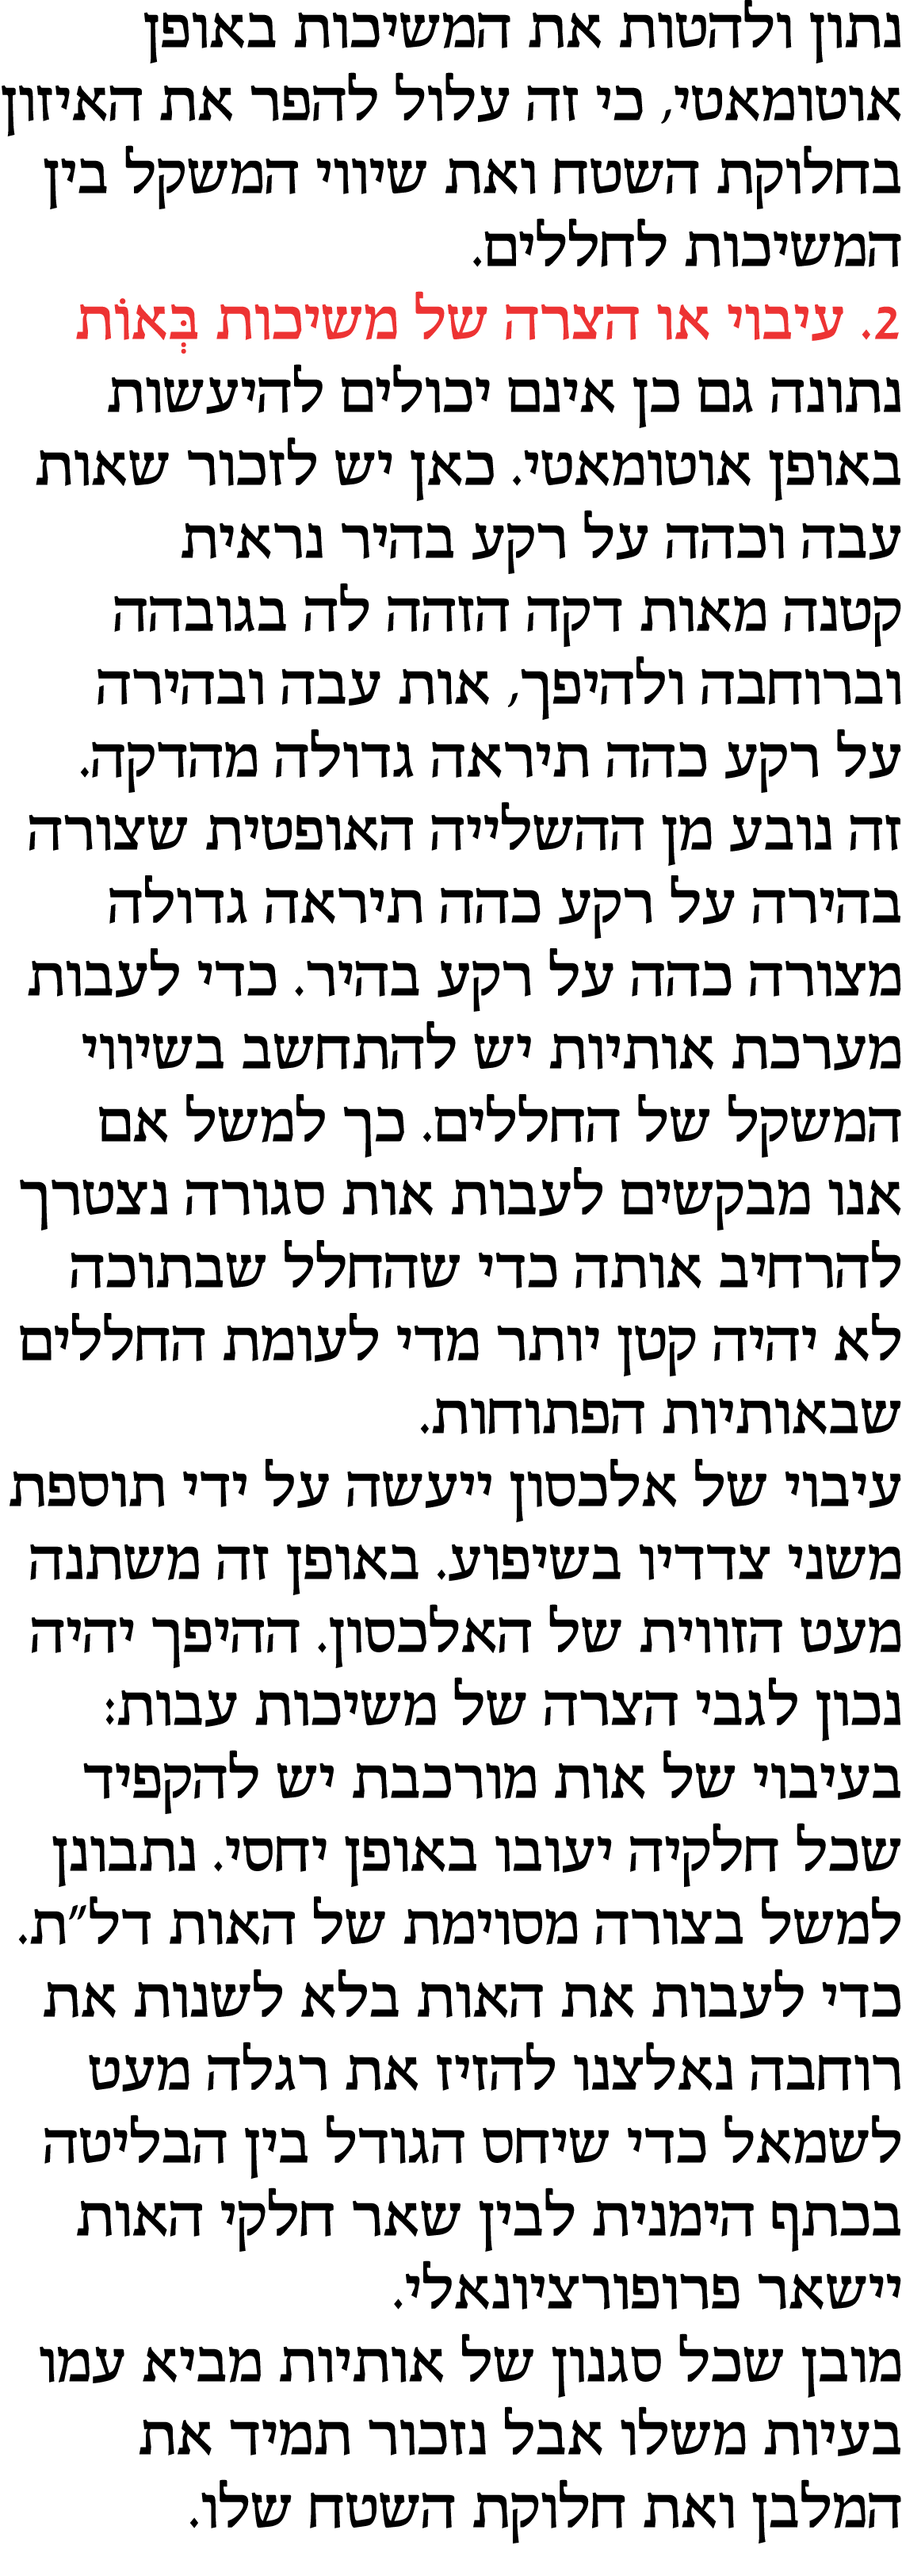 נתון ולהטות את המשיכות באופן
אוטומאטי, כי זה עלול להפר את האיזון
בחלוקת השטח ואת שיווי המשקל בין
המשיכות לחללים.
2. עיבוי או הצרה של משיכות בְּאוֹת
נתונה גם כן אינם יכולים להיעשות
באופן אוטומאטי. כאן יש לזכור שאות
עבה וכהה על רקע בהיר נראית
קטנה מאות דקה הזהה לה בגובהה
וברוחבה ולהיפך, אות עבה ובהירה
על רקע כהה תיראה גדולה מהדקה.
זה נובע מן ההשלייה האופטית שצורה
בהירה על רקע כהה תיראה גדולה
מצורה כהה על רקע בהיר. כדי לעבות
מערכת אותיות יש להתחשב בשיווי
המשקל של החללים. כך למשל אם
אנו מבקשים לעבות אות סגורה נצטרך
להרחיב אותה כדי שהחלל שבתוכה
לא יהיה קטן יותר מדי לעומת החללים
שבאותיות הפתוחות.
עיבוי של אלכסון ייעשה על ידי תוספת
משני צדדיו בשיפוע. באופן זה משתנה
מעט הזווית של האלכסון. ההיפך יהיה
נכון לגבי הצרה של משיכות עבות:
בעיבוי של אות מורכבת יש להקפיד
שכל חלקיה יעובו באופן יחסי. נתבונן
למשל בצורה מסוימת של האות דל״ת.
כדי לעבות את האות בלא לשנות את
רוחבה נאלצנו להזיז את רגלה מעט
לשמאל כדי שיחס הגודל בין הבליטה
בכתף הימנית לבין שאר חלקי האות
יישאר פרופורציונאלי.
מובן שכל סגנון של אותיות מביא עמו
בעיות משלו אבל נזכור תמיד את
המלבן ואת חלוקת השטח שלו.